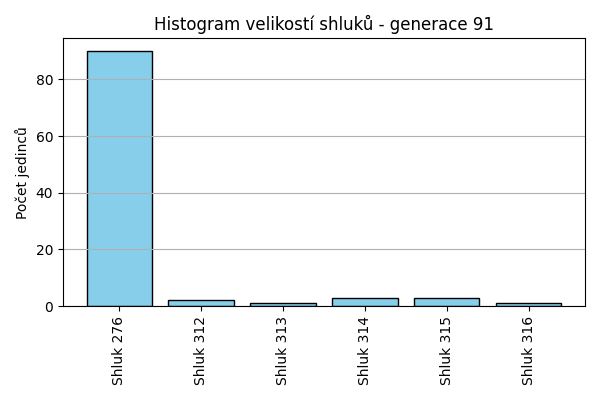 Histogram velikostí shluků - generace 91
Počet jedinců
80
60
40
20
0
Shluk 276
Shluk 312
Shluk 313
Shluk 314
Shluk 315
Shluk 316